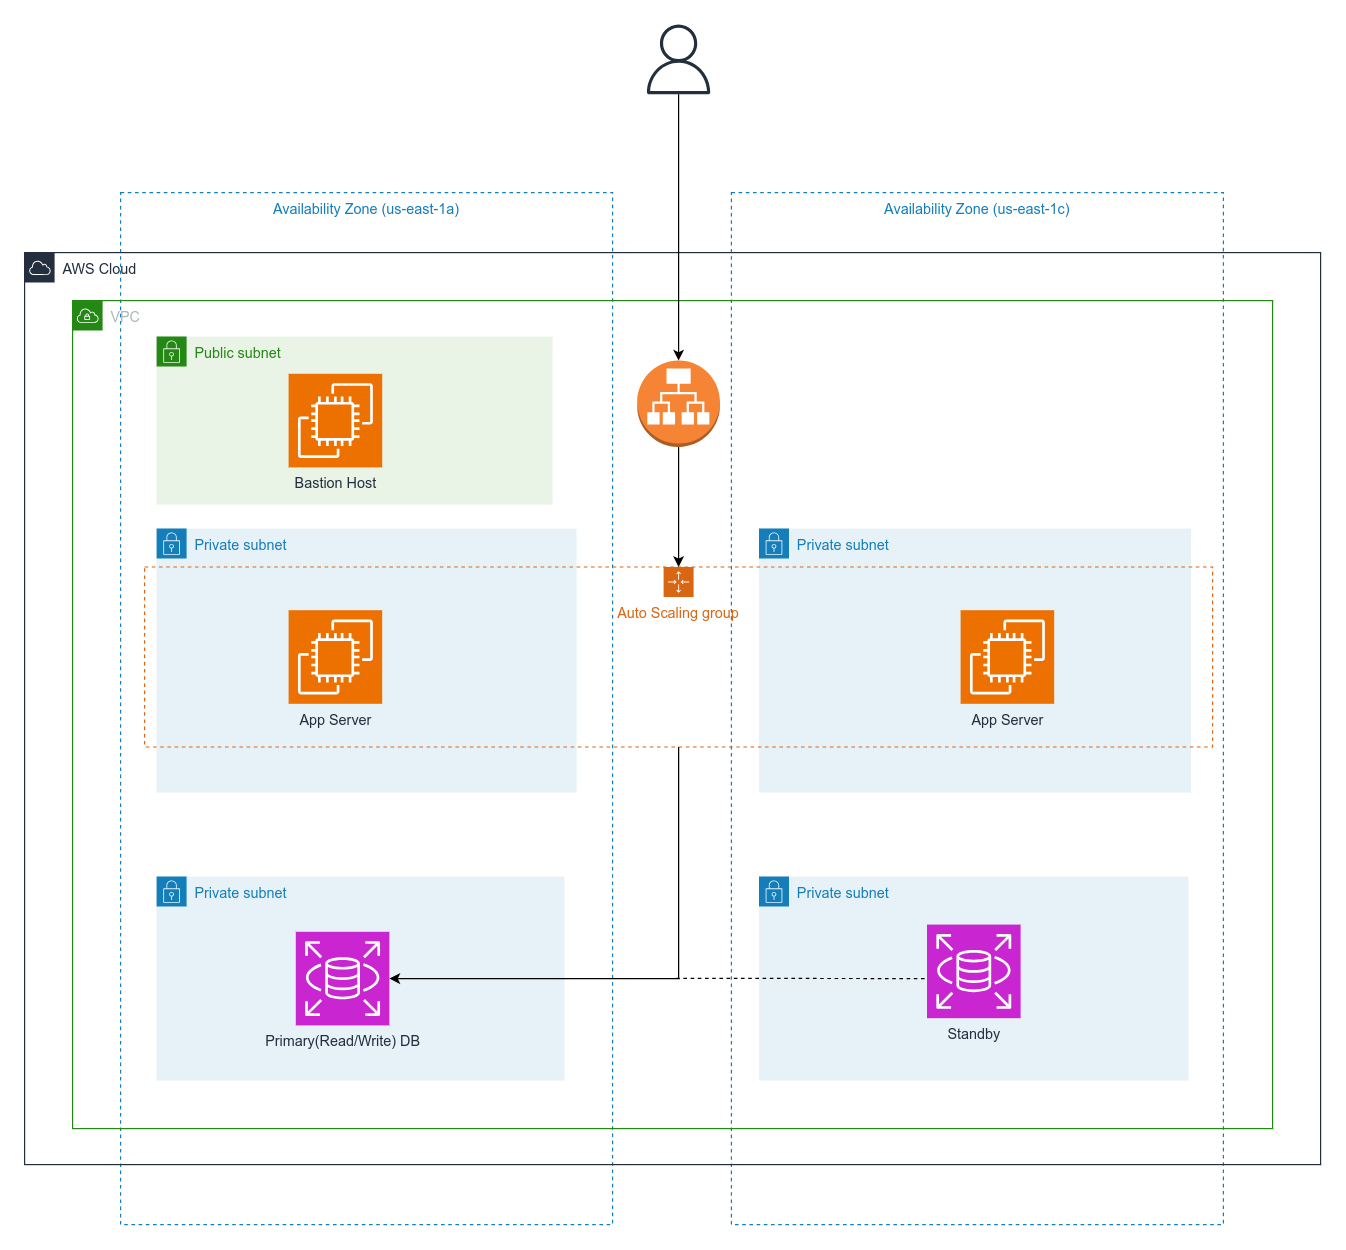 Availability Zone (us-east-1a)
Availability Zone (us-east-1c)
AWS Cloud
VPC
Public subnet
Bastion Host
Private subnet
Private subnet
Auto Scaling group
App Server
App Server
Private subnet
Private subnet
Primary(Read/Write) DB
Standby